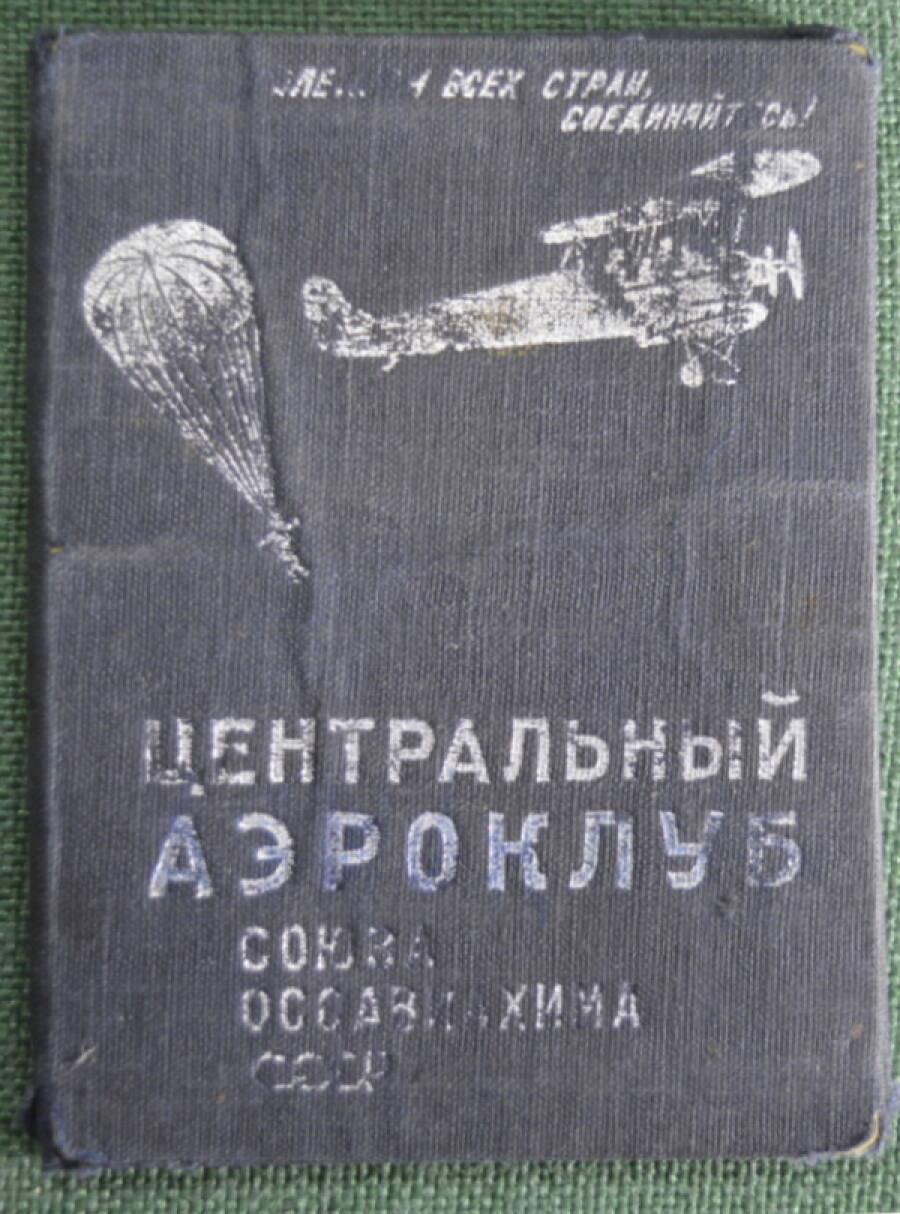 ВСЕХ СТРАН,
СОЕДИНЯЙТЕСЬ!
ЦЕНТРАЛЬНЫЙ
АЭРОКЛУБ
СОЮЗА
ОСОАВИАХИМА
СССР